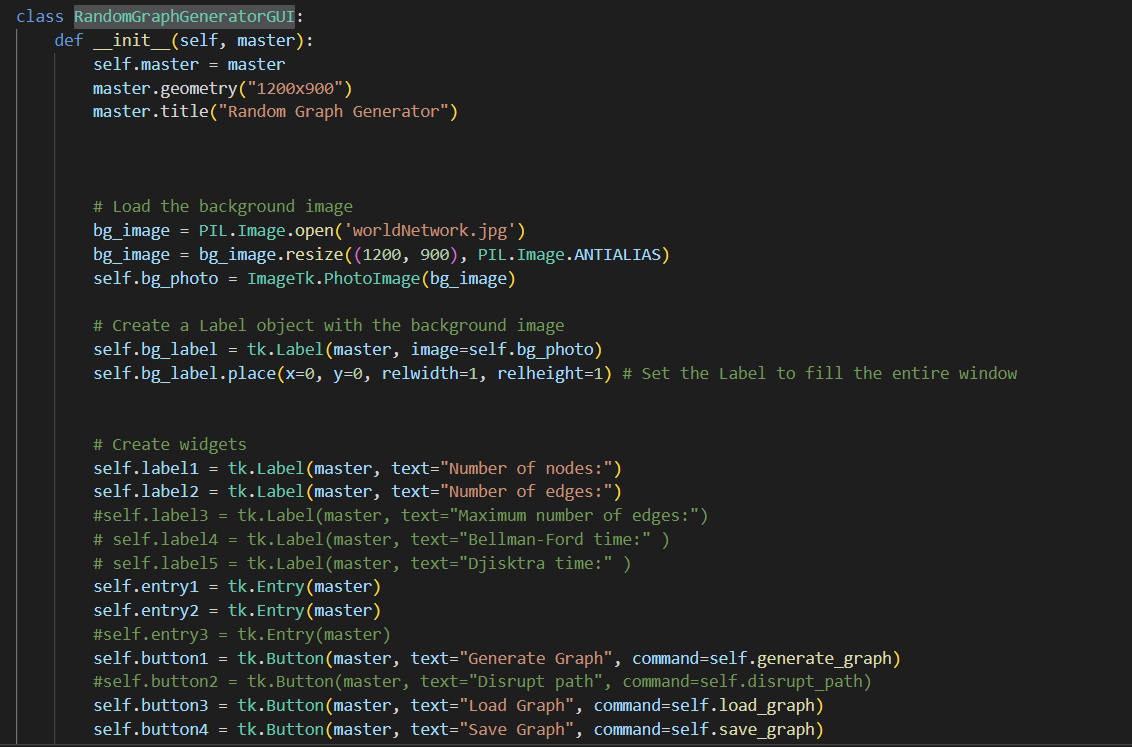 class RandomGraphGeneratorGUI:
    def __init__(self, master):
        self.master = master
        master.geometry("1200x900")
        master.title("Random Graph Generator")
        # Load the background image
        bg_image = PIL.Image.open('worldNetwork.jpg')
        bg_image = bg_image.resize((1200, 900), PIL.Image.ANTIALIAS)
        self.bg_photo = ImageTk.PhotoImage(bg_image)
        # Create a Label object with the background image
        self.bg_label = tk.Label(master, image=self.bg_photo)
        self.bg_label.place(x=0, y=0, relwidth=1, relheight=1) # Set the Label to fill the entire window
        # Create widgets
        self.label1 = tk.Label(master, text="Number of nodes:")
        self.label2 = tk.Label(master, text="Number of edges:")
        #self.label3 = tk.Label(master, text="Maximum number of edges:")
        # self.label4 = tk.Label(master, text="Bellman-Ford time:" )
        # self.label5 = tk.Label(master, text="Djisktra time:" )
        self.entry1 = tk.Entry(master)
        self.entry2 = tk.Entry(master)
        #self.entry3 = tk.Entry(master)
        self.button1 = tk.Button(master, text="Generate Graph", command=self.generate_graph)
        #self.button2 = tk.Button(master, text="Disrupt path", command=self.disrupt_path)
        self.button3 = tk.Button(master, text="Load Graph", command=self.load_graph)
        self.button4 = tk.Button(master, text="Save Graph", command=self.save_graph)